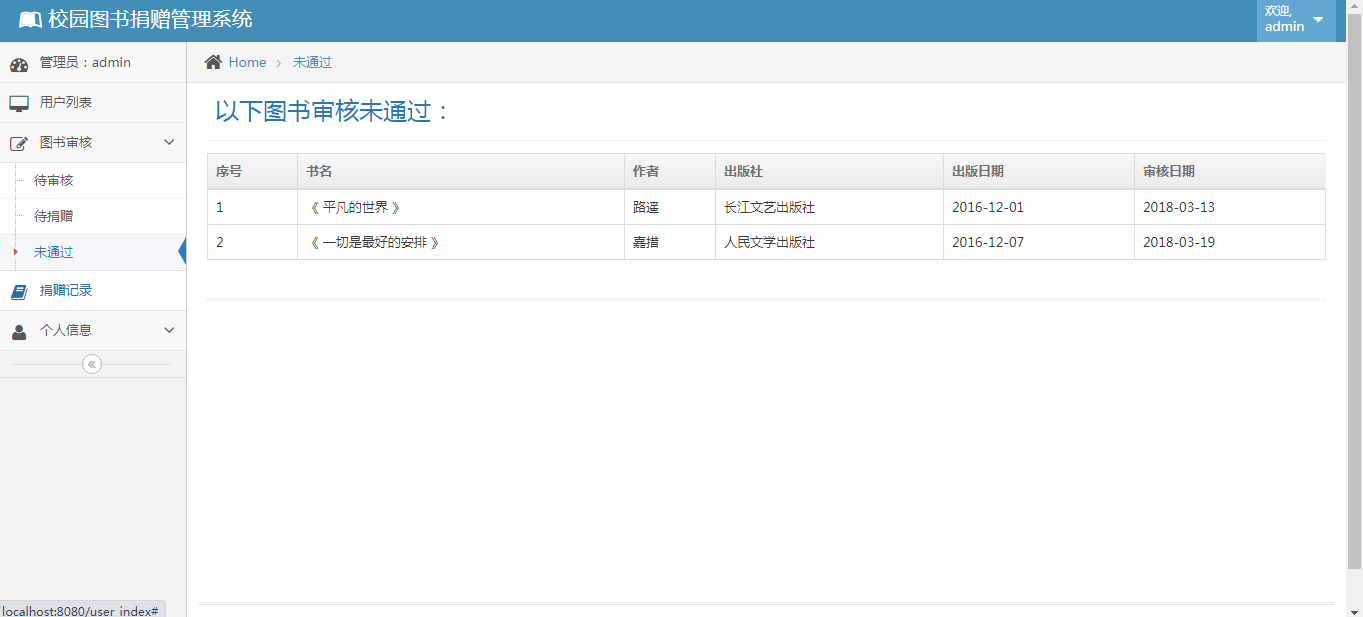 校园图书捐赠管理系统
欢迎,
admin
管理员：admin
用户列表
图书审核
待审核
待捐赠
未通过
捐赠记录
个人信息
Home 未通过
以下图书审核未通过：
序号 书名 作者 出版社 出版日期 审核日期
1 《 平凡的世界 》 路遥 长江文艺出版社 2016-12-01 2018-03-13
2 《 一切是最好的安排 》 嘉措 人民文学出版社 2016-12-07 2018-03-19
localhost:8080/user_index#